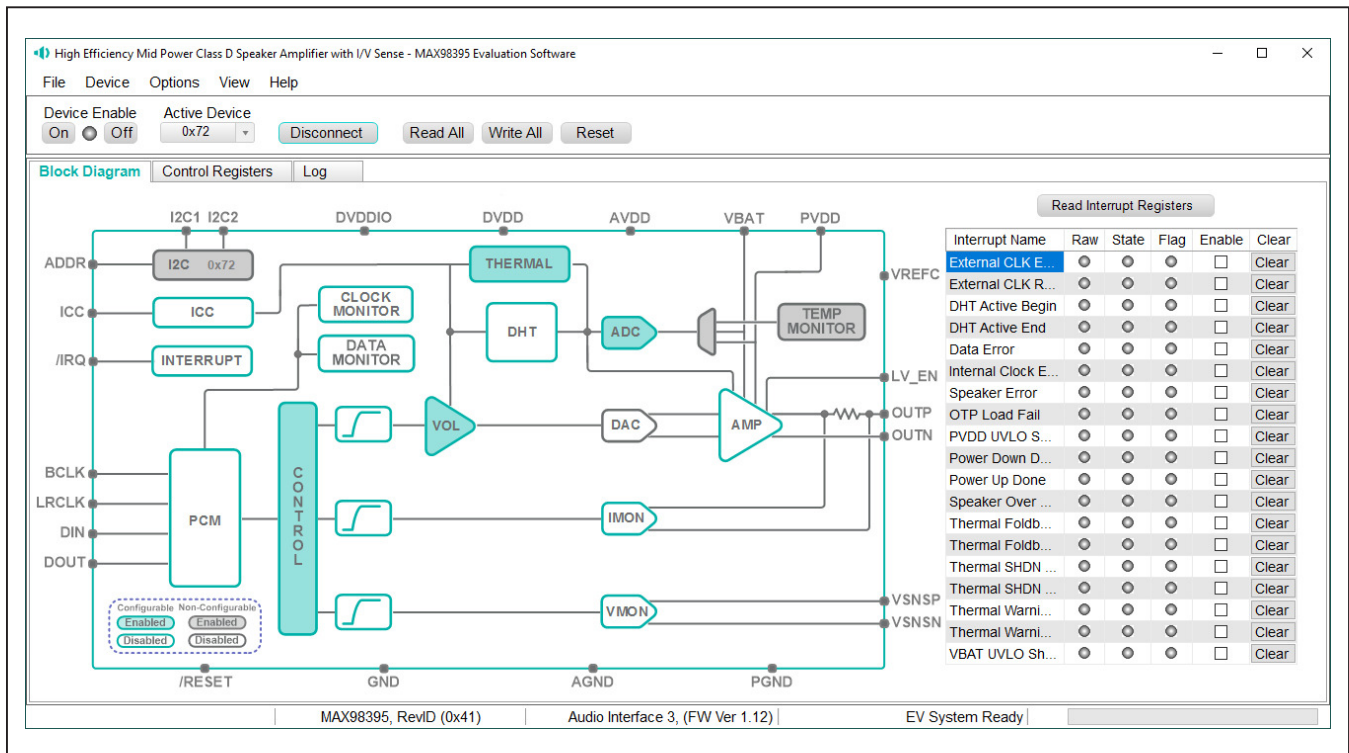 High Efficiency Mid Power Class D Speaker Amplifier with I/V Sense - MAX98395 Evaluation Software
File Device Options View Help
Device Enable Active Device
On Off 0x72 Disconnect Read All Write All Reset
Block Diagram Control Registers Log
Read Interrupt Registers
I2C1 I2C2 DVDDIO DVDD AVDD VBAT PVDD
Interrupt Name Raw State Flag Enable Clear
ADDR I2C 0x72 THERMAL VREFC
External CLK E... Clear
External CLK R... Clear
ICC ICC CLOCK MONITOR DHT ADC TEMP MONITOR
DHT Active Begin Clear
DHT Active End Clear
/IRQ INTERRUPT DATA MONITOR
Data Error Clear
LV_EN
Internal Clock E... Clear
Speaker Error Clear
VOL DAC AMP OUTP
OTP Load Fail Clear
OUTN
PVDD UVLO S... Clear
BCLK
Power Down D... Clear
Power Up Done Clear
LRCLK
Speaker Over ... Clear
PCM CONTROL IMON
Thermal Foldb... Clear
DIN
Thermal Foldb... Clear
DOUT
Thermal SHDN ... Clear
Thermal SHDN ... Clear
Configurable Non-Configurable
Enabled Enabled
Disabled Disabled
VMON VSNSP
Thermal Warni... Clear
VSNSN
Thermal Warni... Clear
VBAT UVLO Sh... Clear
/RESET GND AGND PGND
MAX98395, RevID (0x41) Audio Interface 3, (FW Ver 1.12) EV System Ready